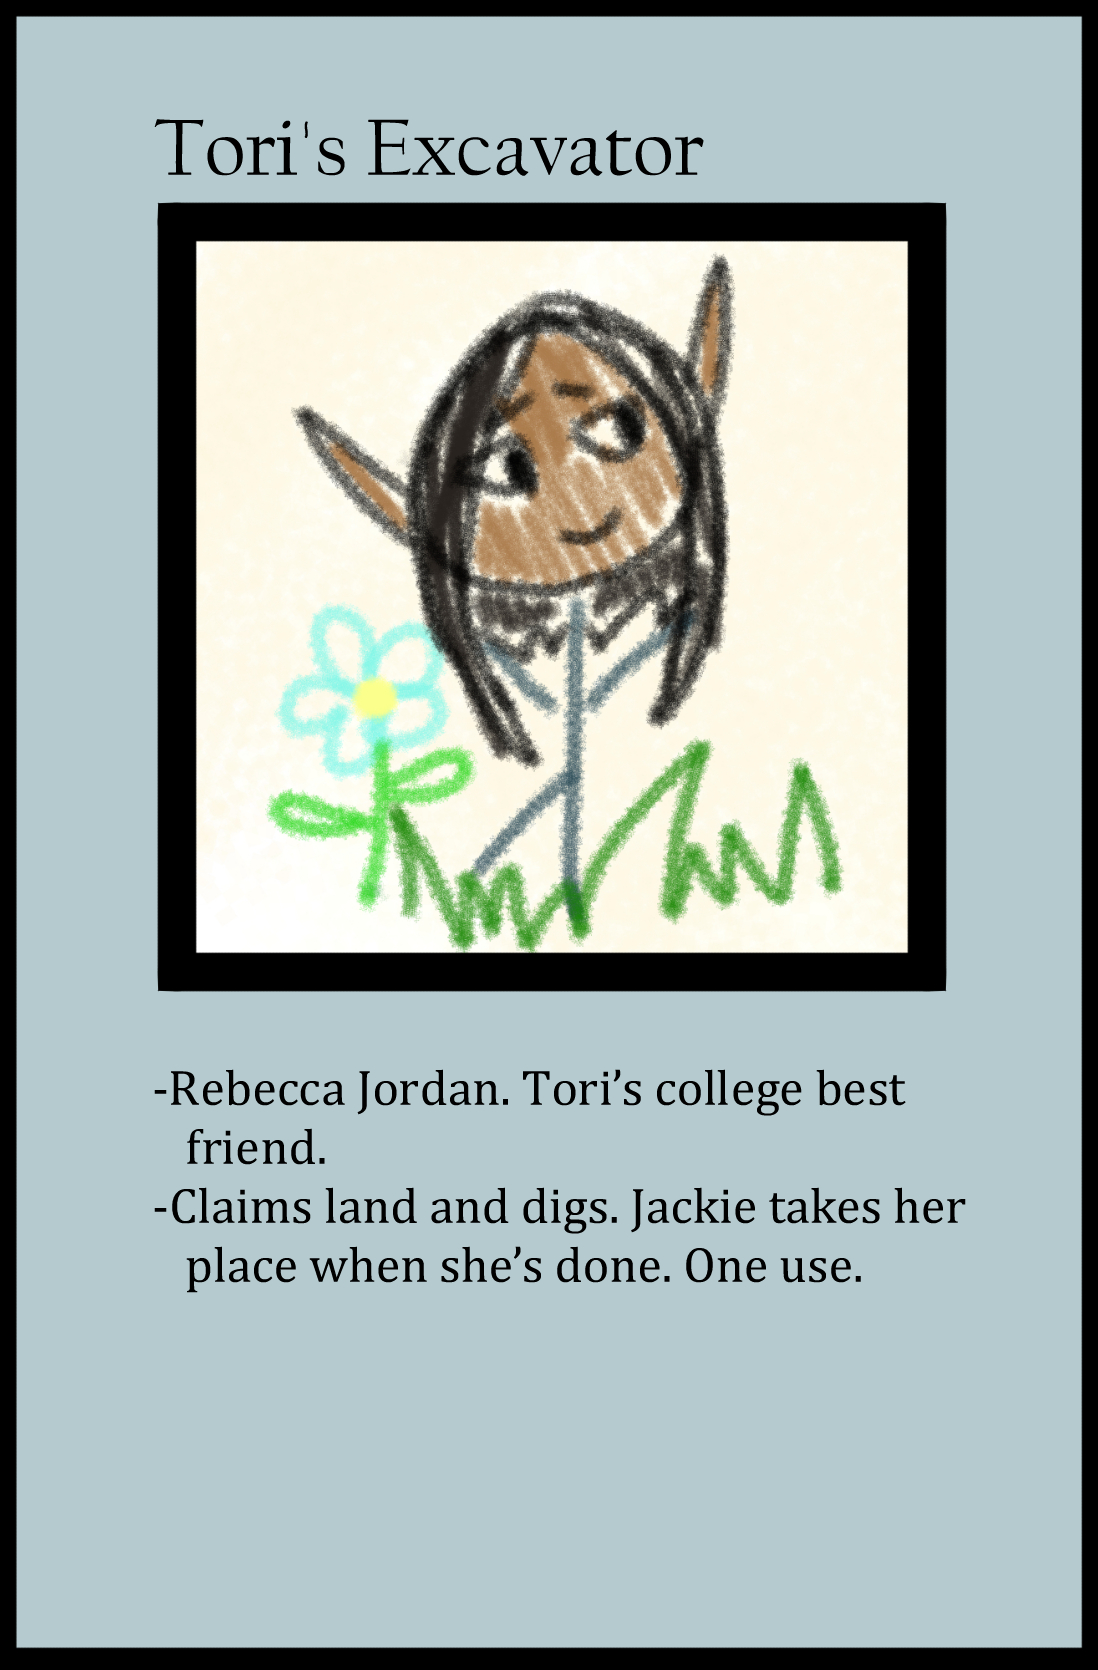 Tori's Excavator
-Rebecca Jordan. Tori’s college best
friend.
-Claims land and digs. Jackie takes her
place when she’s done. One use.